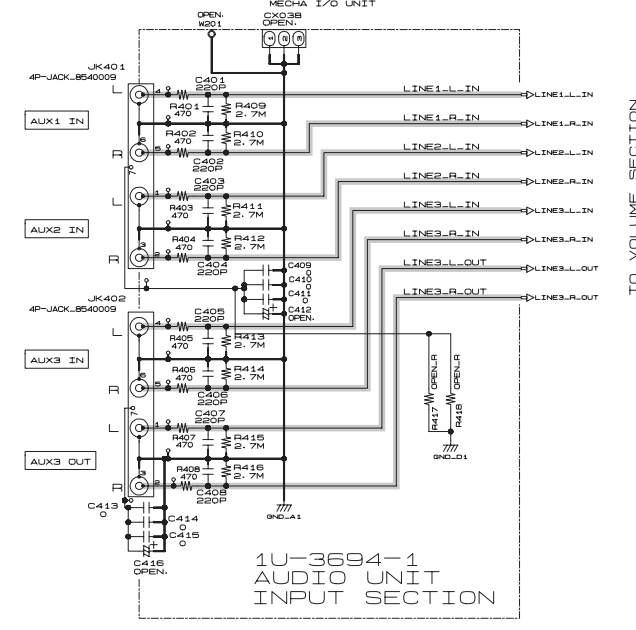 MECHA I/O UNIT
OPEN.
W201
CX038
OPEN.
1 2 3
JK401
4P-JACK_8540009
AUX1 IN
L
R
4
6
5
7
C401
220P
R401
470
R409
2.7M
R402
470
R410
2.7M
C402
220P
LINE1_L_IN
LINE1_L_IN
LINE1_R_IN
LINE1_R_IN
AUX2 IN
L
R
1
3
2
C403
220P
R403
470
R411
2.7M
R404
470
R412
2.7M
C404
220P
LINE2_L_IN
LINE2_L_IN
LINE2_R_IN
LINE2_R_IN
LINE3_L_IN
LINE3_L_IN
LINE3_R_IN
LINE3_R_IN
LINE3_L_OUT
LINE3_L_OUT
LINE3_R_OUT
LINE3_R_OUT
TO VOLUME SECTION
C409
0
C410
0
C411
0
C412
OPEN.
+
JK402
4P-JACK_8540009
AUX3 IN
L
R
4
6
5
7
C405
220P
R405
470
R413
2.7M
R406
470
R414
2.7M
C406
220P
OPEN_R
R417
OPEN_R
R418
GND_D1
AUX3 OUT
L
R
1
3
2
C407
220P
R407
470
R415
2.7M
R408
470
R416
2.7M
C408
220P
GND_A1
C413
0
C414
0
C415
0
+
C416
OPEN.
1U-3694-1
AUDIO UNIT
INPUT SECTION